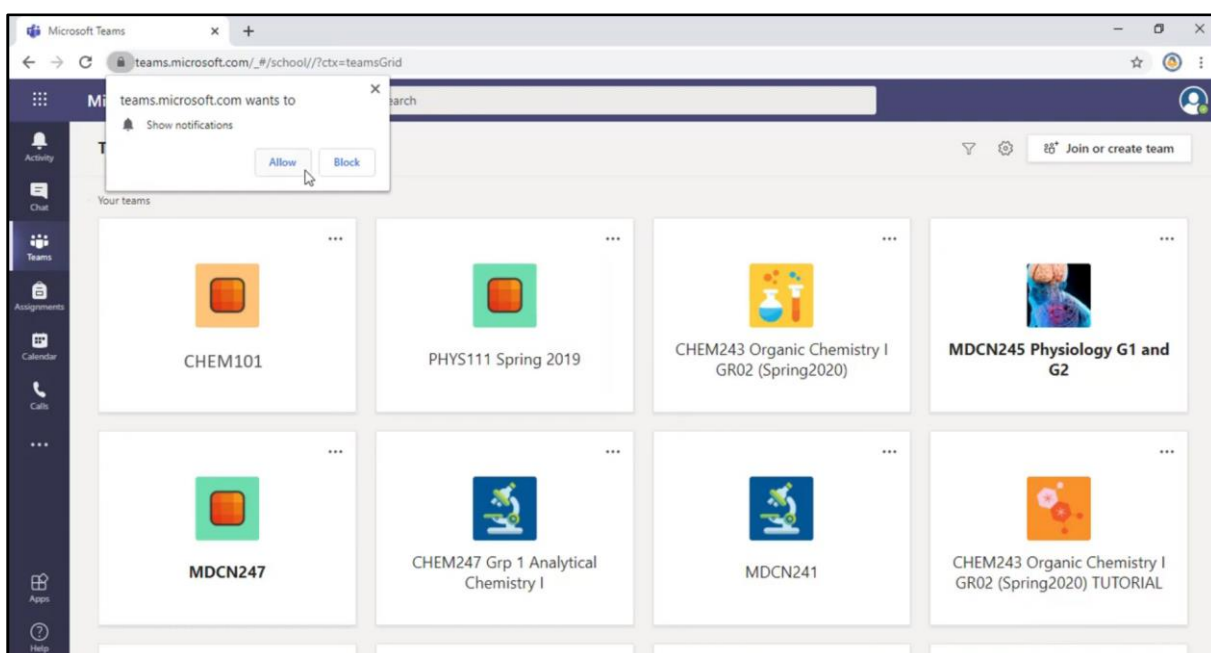 Microsoft Teams
teams.microsoft.com/_#/school//?ctx=teamsGrid
Mi
earch
teams.microsoft.com wants to
Show notifications
Allow
Block
T
Join or create team
Activity
Chat
Teams
Assignments
Calendar
Calls
Apps
Help
Your teams
CHEM101
PHYS111 Spring 2019
CHEM243 Organic Chemistry I
GR02 (Spring2020)
MDCN245 Physiology G1 and
G2
MDCN247
CHEM247 Grp 1 Analytical
Chemistry I
MDCN241
CHEM243 Organic Chemistry I
GR02 (Spring2020) TUTORIAL